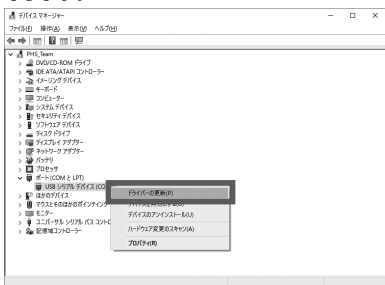 デバイス マネージャー
ファイル(F) 操作(A) 表示(V) ヘルプ(H)
PHS_Team
DVD/CD-ROM ドライブ
IDE ATA/ATAPI コントローラー
イメージング デバイス
キーボード
コンピューター
システム デバイス
セキュリティ デバイス
ソフトウェア デバイス
ディスク ドライブ
ディスプレイ アダプター
ネットワーク アダプター
バッテリ
プロセッサ
ポート (COM と LPT)
USB シリアル デバイス (CO
ほかのデバイス
マウスとそのほかのポインティング
モニター
ユニバーサル シリアル バス コントロ
記憶域コントローラー
ドライバーの更新(P)
デバイスのアンインストール(U)
ハードウェア変更のスキャン(A)
プロパティ(R)